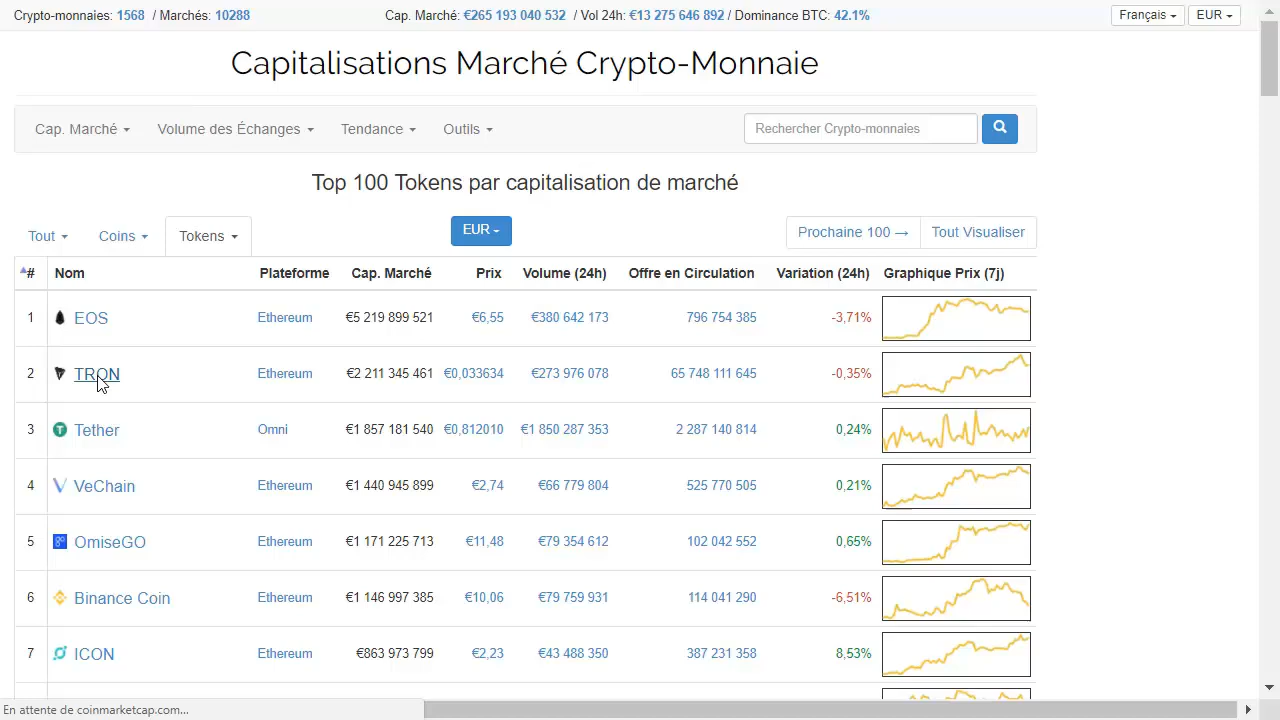 Crypto-monnaies: 1568 / Marchés: 10288 Cap. Marché: €265 193 040 532 / Vol 24h: €13 275 646 892 / Dominance BTC: 42.1% Français EUR
Capitalisations Marché Crypto-Monnaie
Cap. Marché Volume des Échanges Tendance Outils Rechercher Crypto-monnaies
Top 100 Tokens par capitalisation de marché
Tout Coins Tokens EUR Prochaine 100 → Tout Visualiser
# Nom Plateforme Cap. Marché Prix Volume (24h) Offre en Circulation Variation (24h) Graphique Prix (7j)
1 EOS Ethereum €5 219 899 521 €6,55 €380 642 173 796 754 385 -3,71%
2 TRON Ethereum €2 211 345 461 €0,033634 €273 976 078 65 748 111 645 -0,35%
3 Tether Omni €1 857 181 540 €0,812010 €1 850 287 353 2 287 140 814 0,24%
4 VeChain Ethereum €1 440 945 899 €2,74 €66 779 804 525 770 505 0,21%
5 OmiseGO Ethereum €1 171 225 713 €11,48 €79 354 612 102 042 552 0,65%
6 Binance Coin Ethereum €1 146 997 385 €10,06 €79 759 931 114 041 290 -6,51%
7 ICON Ethereum €863 973 799 €2,23 €43 488 350 387 231 358 8,53%
En attente de coinmarketcap.com...